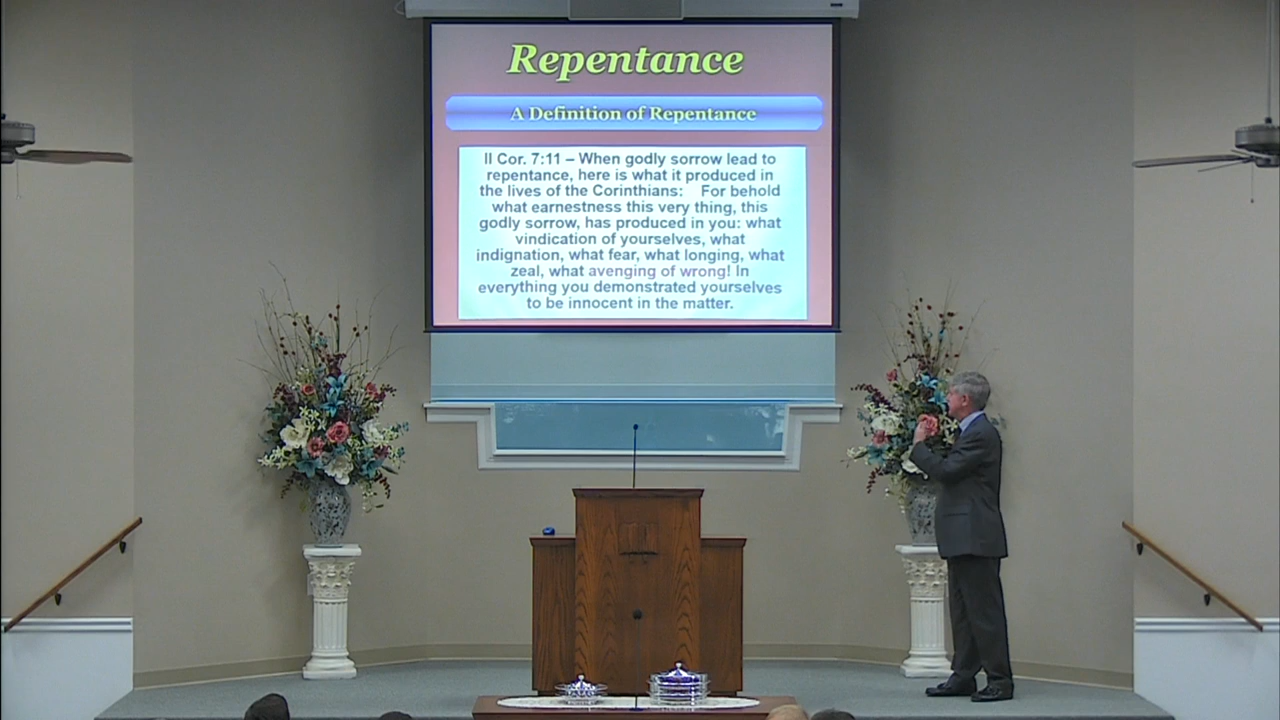 Repentance
A Definition of Repentance
II Cor. 7:11 – When godly sorrow lead to
repentance, here is what it produced in
the lives of the Corinthians: For behold
what earnestness this very thing, this
godly sorrow, has produced in you: what
vindication of yourselves, what
indignation, what fear, what longing, what
zeal, what avenging of wrong! In
everything you demonstrated yourselves
to be innocent in the matter.